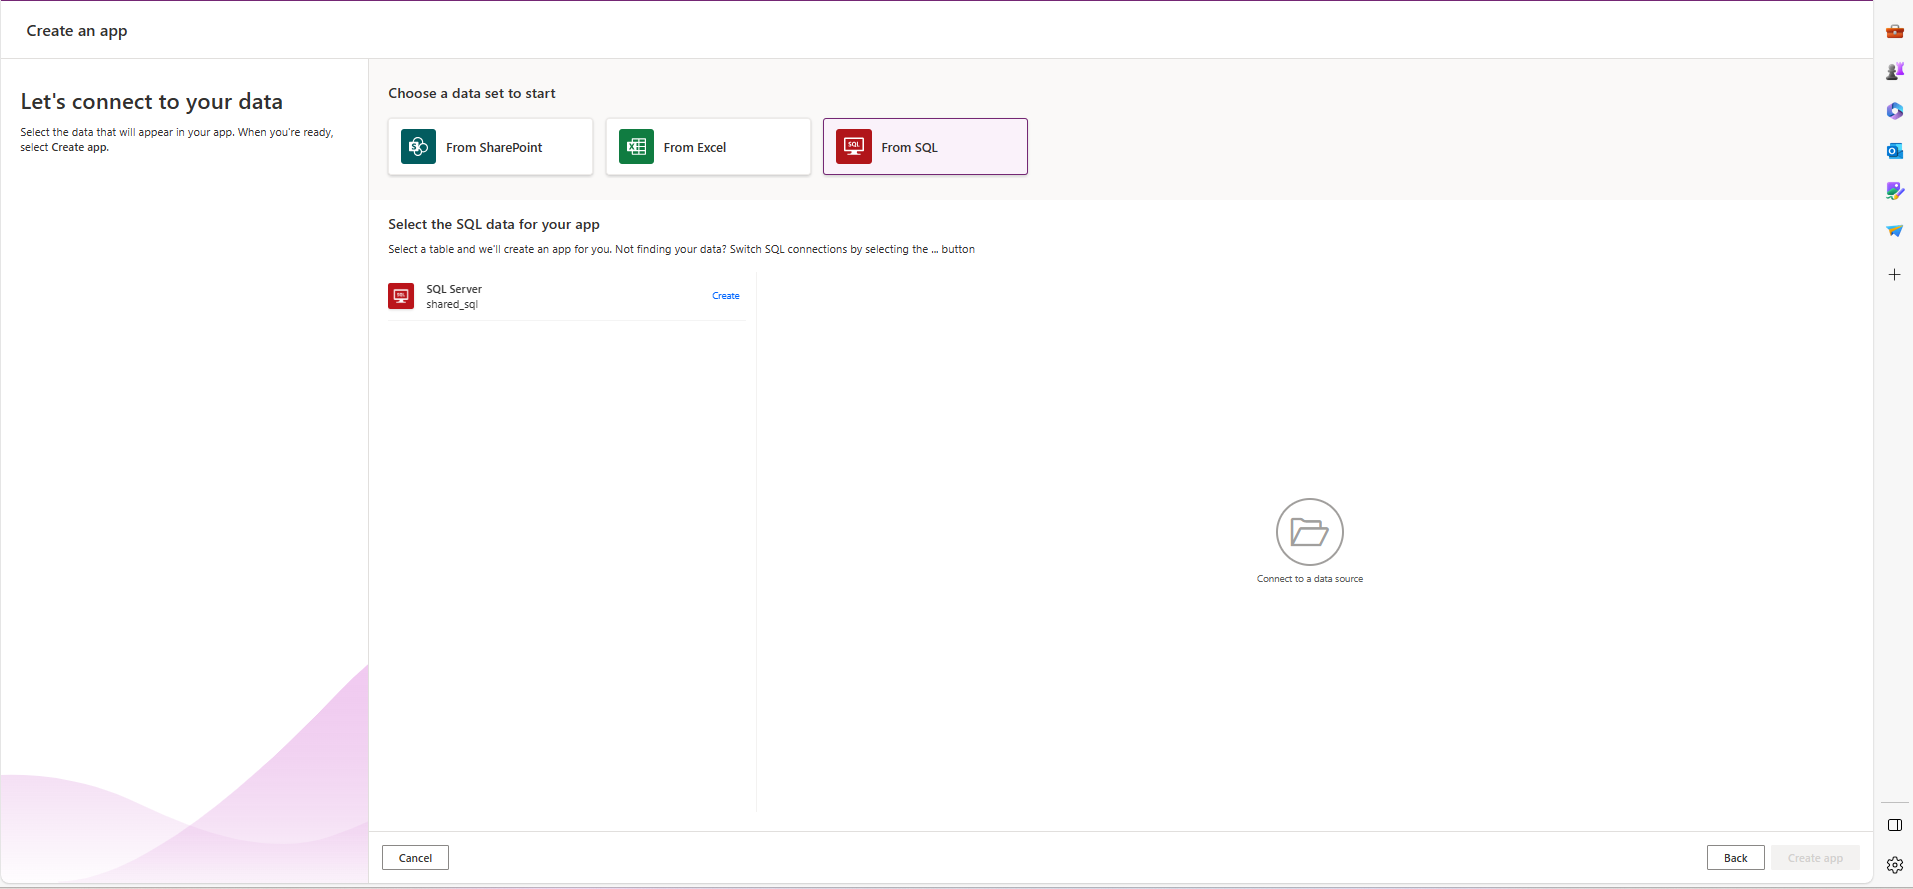 Create an app
Let's connect to your data
Select the data that will appear in your app. When you're ready,
select Create app.
Choose a data set to start
From SharePoint
From Excel
SQL
From SQL
Select the SQL data for your app
Select a table and we'll create an app for you. Not finding your data? Switch SQL connections by selecting the ... button
SQL
SQL Server
shared_sql
Create
Connect to a data source
Cancel
Back
Create app